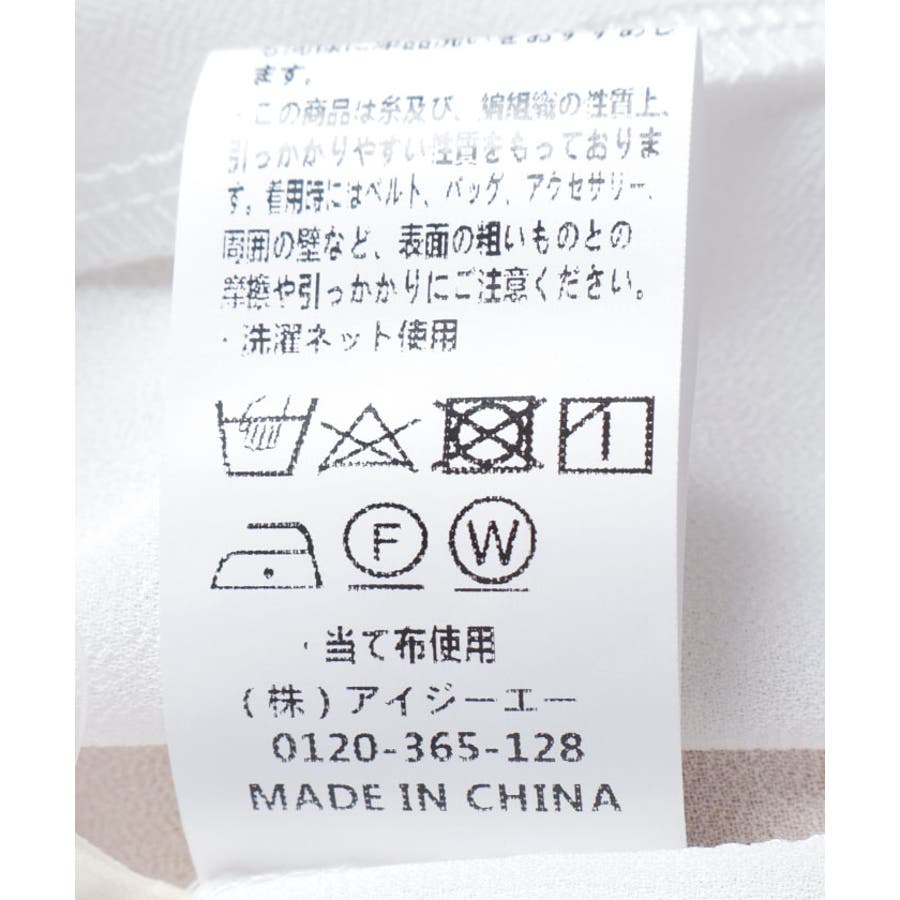 ます。
・この商品は糸及び、編組織の性質上、
引っかかりやすい性質をもっておりま
す。着用時にはベルト、バッグ、アクセサリー、
周囲の壁など、表面の粗いものとの
摩擦や引っかかりにご注意ください。
・洗濯ネット使用
F W
・当て布使用
(株)アイジーエー
0120-365-128
MADE IN CHINA